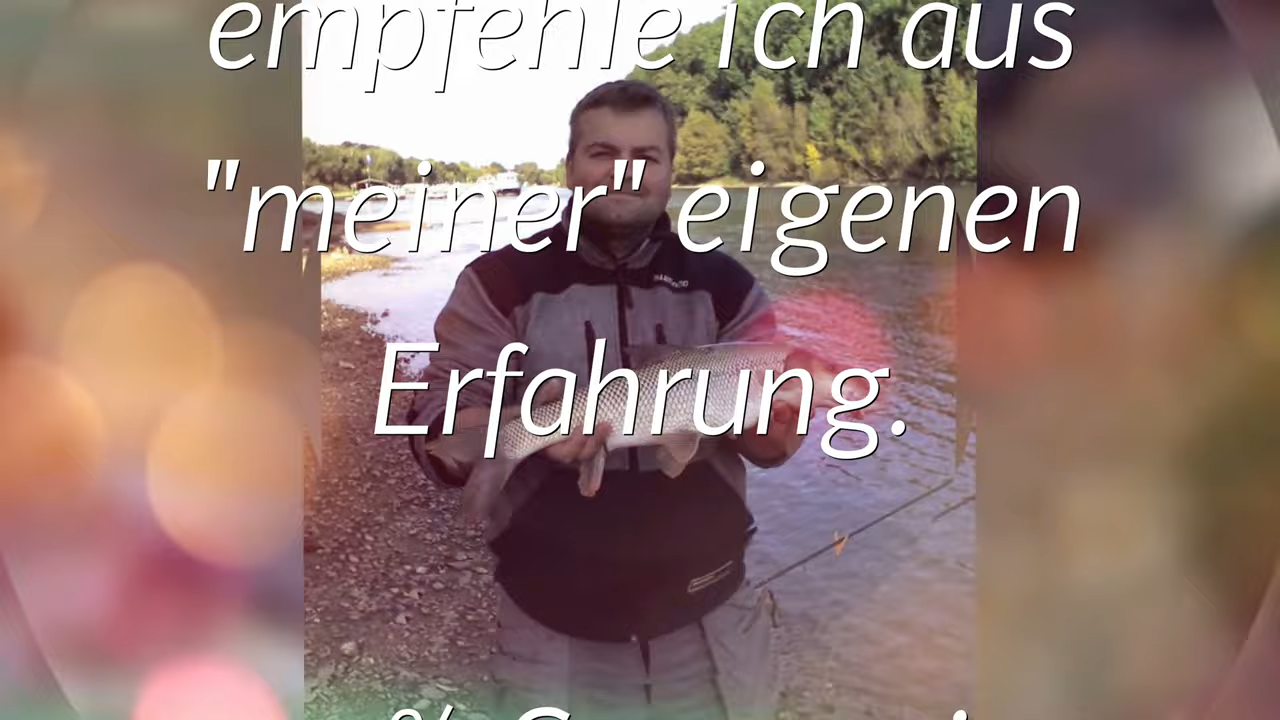 empfehle ich aus
"meiner" eigenen
Erfahrung.